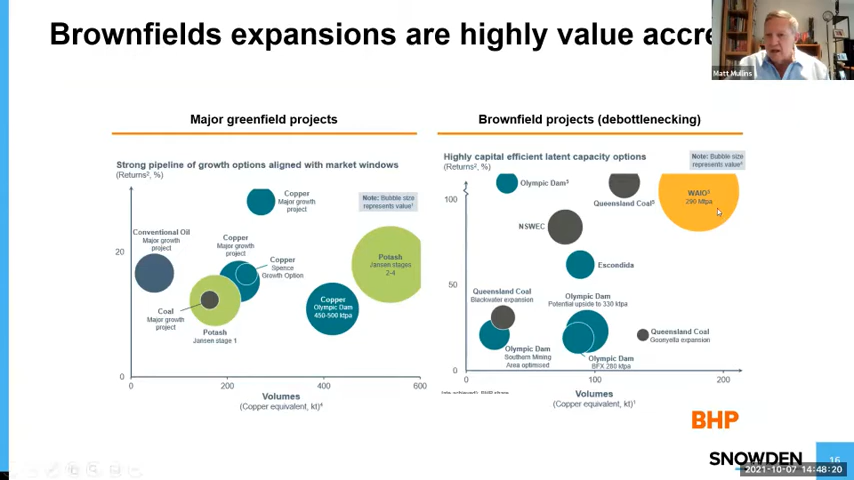 Brownfields expansions are highly value accre
Matt Mullins
Major greenfield projects
Strong pipeline of growth options aligned with market windows
(Returns², %)
Note: Bubble size
represents value¹
Copper
Major growth
project
Conventional Oil
Major growth
project
Copper
Major growth
project
Copper
Spence
Growth Option
Potash
Jansen stages
2-4
Copper
Olympic Dam
450-500 ktpa
Coal
Major growth
project
Potash
Jansen stage 1
20
0
0
200
400
600
Volumes
(Copper equivalent, kt)⁴
Brownfield projects (debottlenecking)
Highly capital efficient latent capacity options
(Returns², %)
Note: Bubble size
represents value⁴
100
50
0
Olympic Dam³
Queensland Coal⁵
WAIO⁵
290 Mtpa
NSWEC
Escondida
Queensland Coal
Blackwater expansion
Olympic Dam
Potential upside to 330 ktpa
Queensland Coal
Goonyella expansion
Olympic Dam
Southern Mining
Area optimised
Olympic Dam
BFX 280 ktpa
0
100
200
Volumes
(Copper equivalent, kt)¹
BHP
SNOWDEN
16
2021-10-07 14:48:20